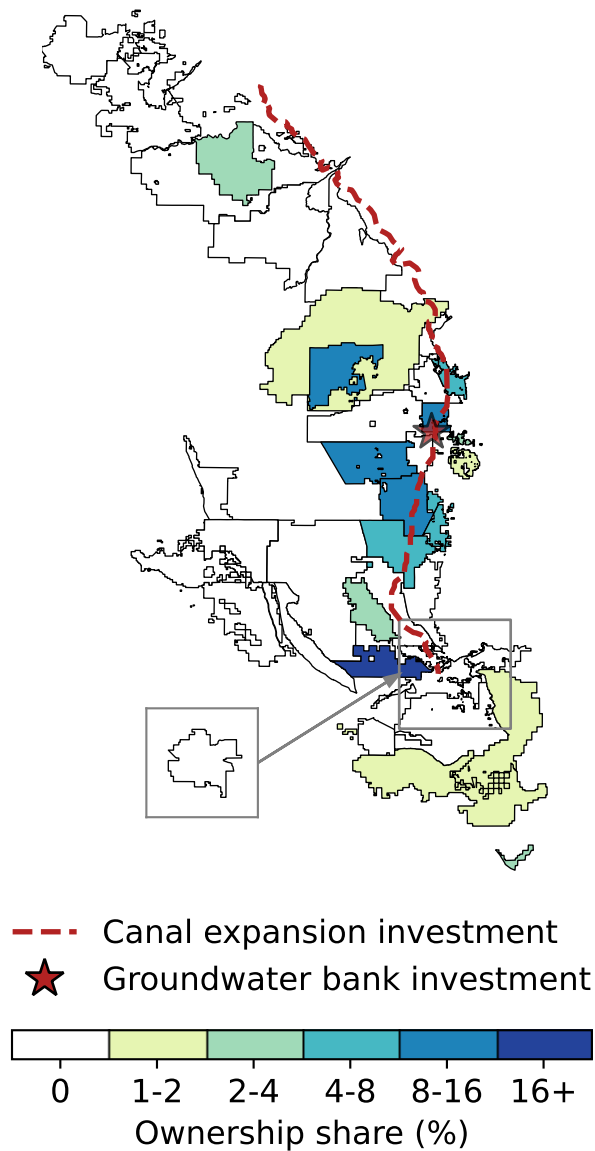 Canal expansion investment
Groundwater bank investment
0 1-2 2-4 4-8 8-16 16+
Ownership share (%)